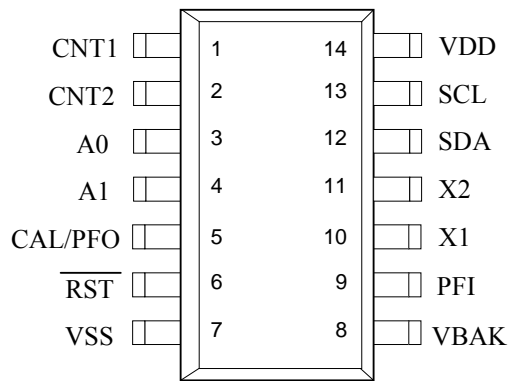 CNT1 1 14 VDD
CNT2 2 13 SCL
A0 3 12 SDA
A1 4 11 X2
CAL/PFO 5 10 X1
RST 6 9 PFI
VSS 7 8 VBAK